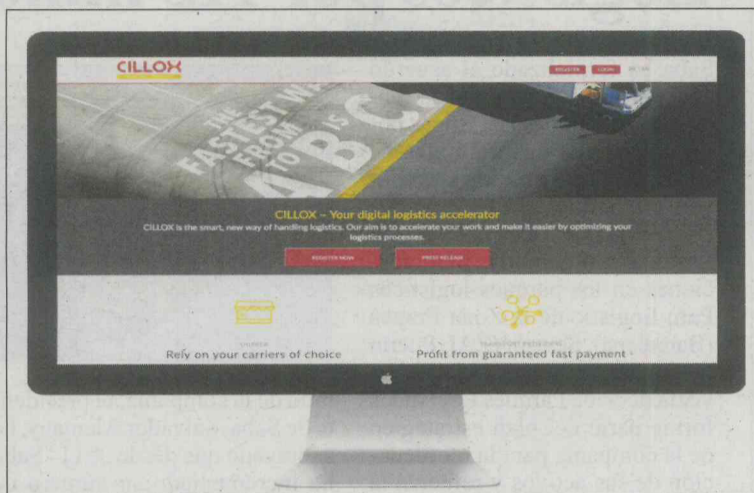 CILLOX
REGISTER LOGIN
THE
FASTEST WAY
FROM
TO A IS
B C.
CILLOX – Your digital logistics accelerator
CILLOX is the smart, new way of handling logistics. Our aim is to accelerate your work and make it easier by optimizing your
logistics processes.
REGISTER NOW PRESS RELEASE
Rely on your carriers of choice Profit from guaranteed fast payment